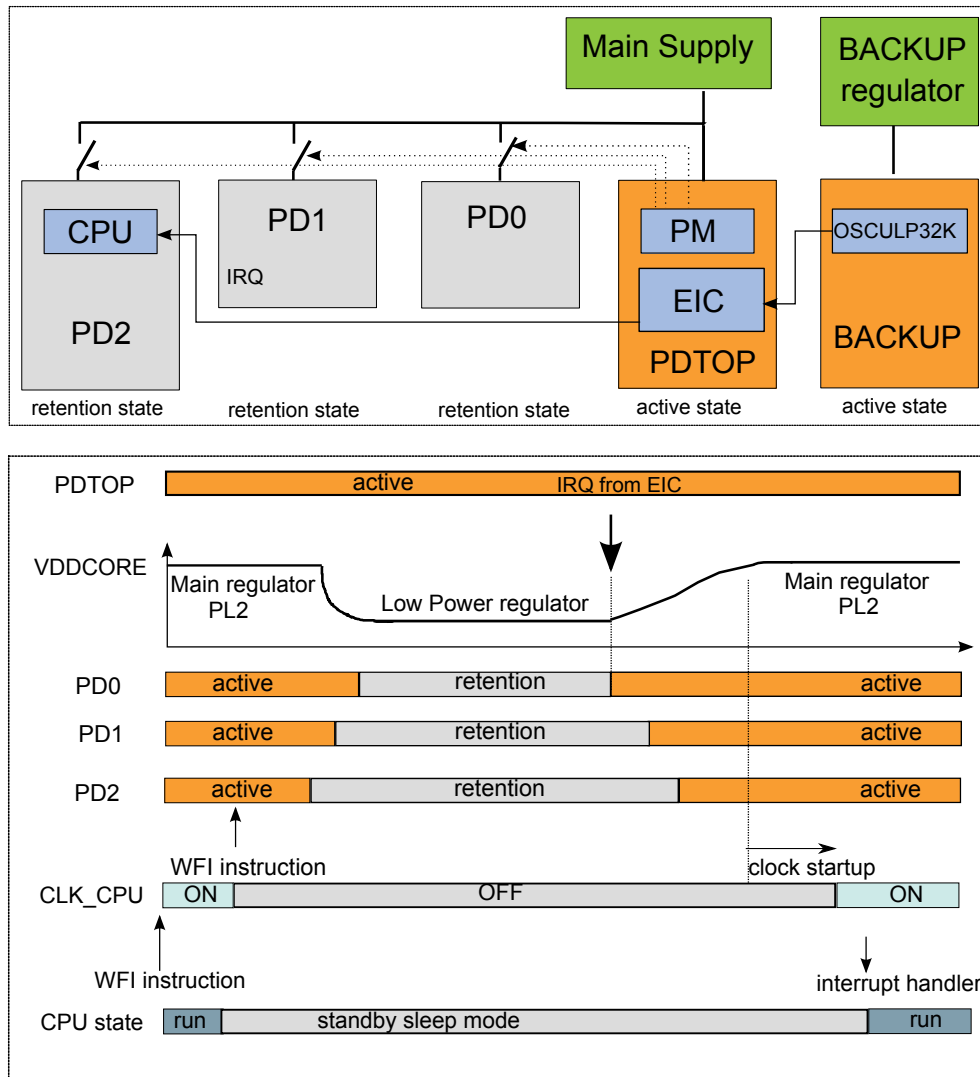 Main Supply
BACKUP
regulator
CPU
PD1
PD0
PM
OSCULP32K
IRQ
EIC
PD2
PDTOP
BACKUP
retention state
retention state
retention state
active state
active state
PDTOP
active
IRQ from EIC
VDDCORE
Main regulator
PL2
Low Power regulator
Main regulator
PL2
PD0
active
retention
active
PD1
active
retention
active
PD2
active
retention
active
WFI instruction
clock startup
CLK_CPU
ON
OFF
ON
WFI instruction
interrupt handler
CPU state
run
standby sleep mode
run